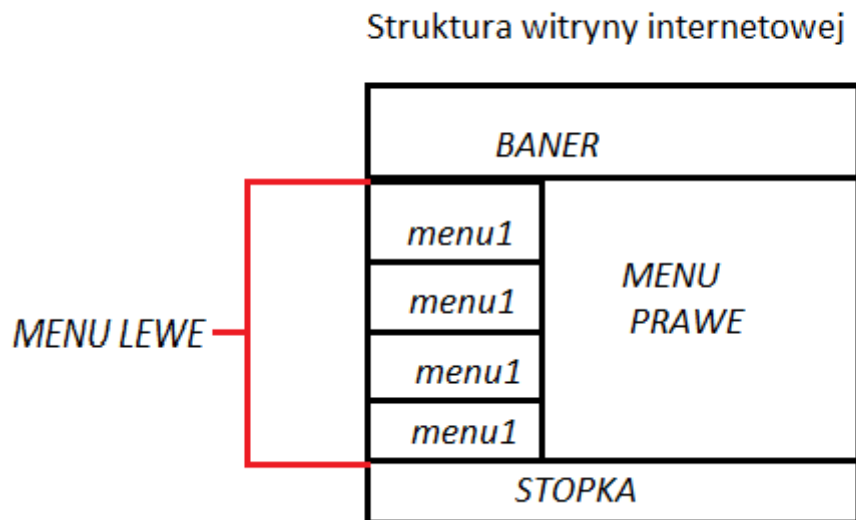 Struktura witryny internetowej
BANER
MENU LEWE
menu1
menu1
menu1
menu1
MENU
PRAWE
STOPKA